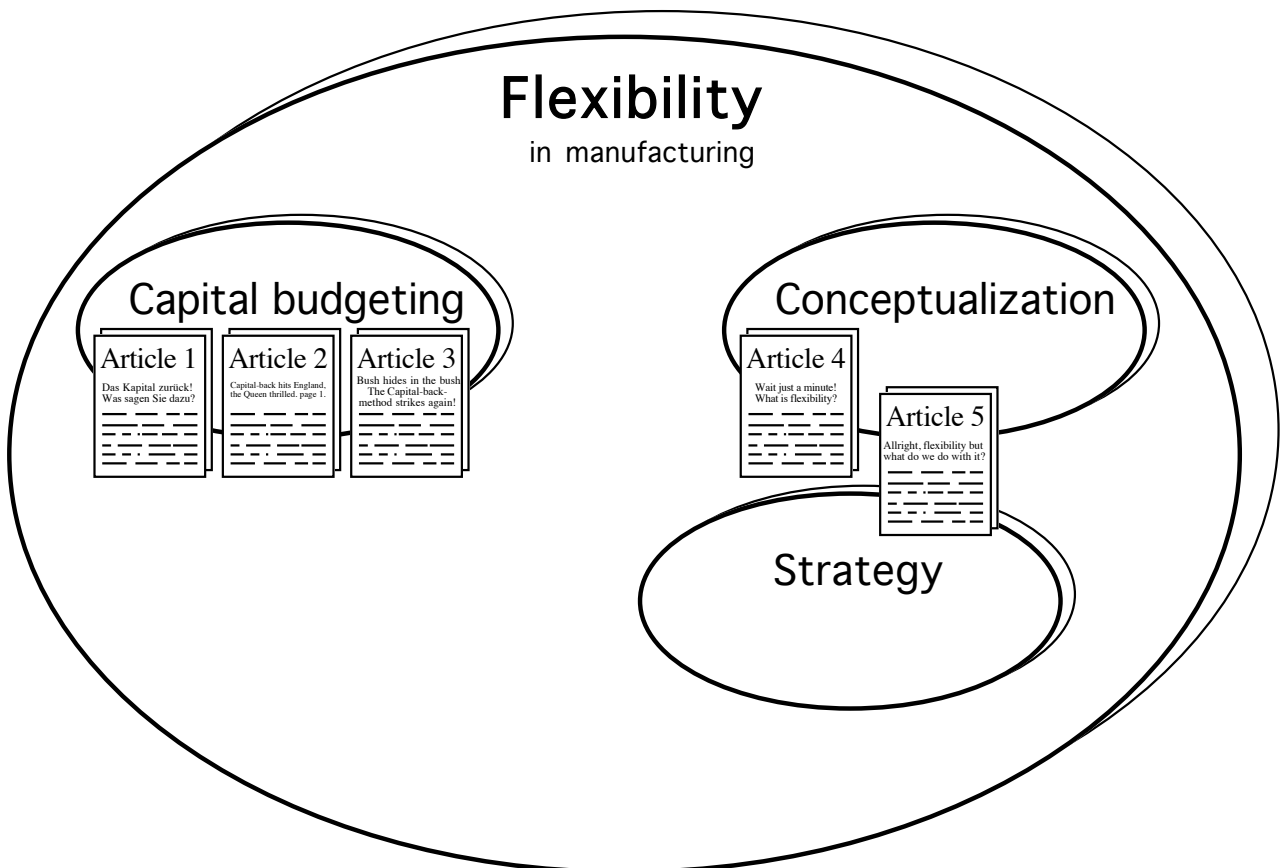 Flexibility
in manufacturing
Capital budgeting
Article 1
Das Kapital zurück!
Was sagen Sie dazu?
Article 2
Capital-back hits England,
the Queen thrilled. page 1.
Article 3
Bush hides in the bush
The Capital-back-
method strikes again!
Conceptualization
Article 4
Wait just a minute!
What is flexibility?
Article 5
Allright, flexibility but
what do we do with it?
Strategy